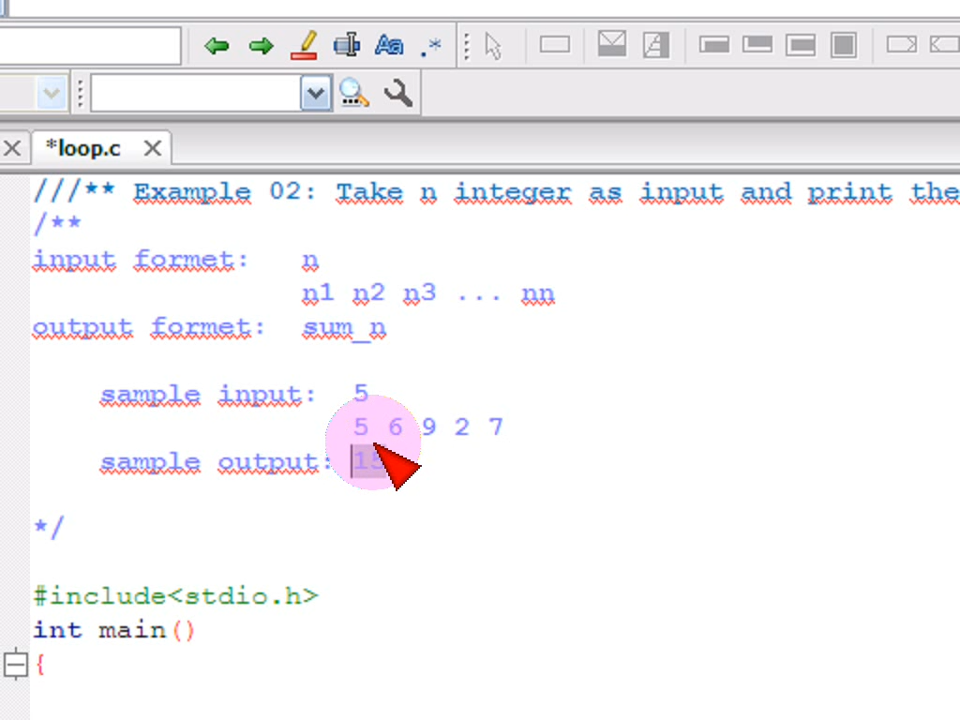 *loop.c
///** Example 02: Take n integer as input and print the
/**
input formet: n
n1 n2 n3 ... nn
output formet: sum_n
sample input: 5
5 6 9 2 7
sample output: 15
*/
#include<stdio.h>
int main()
{